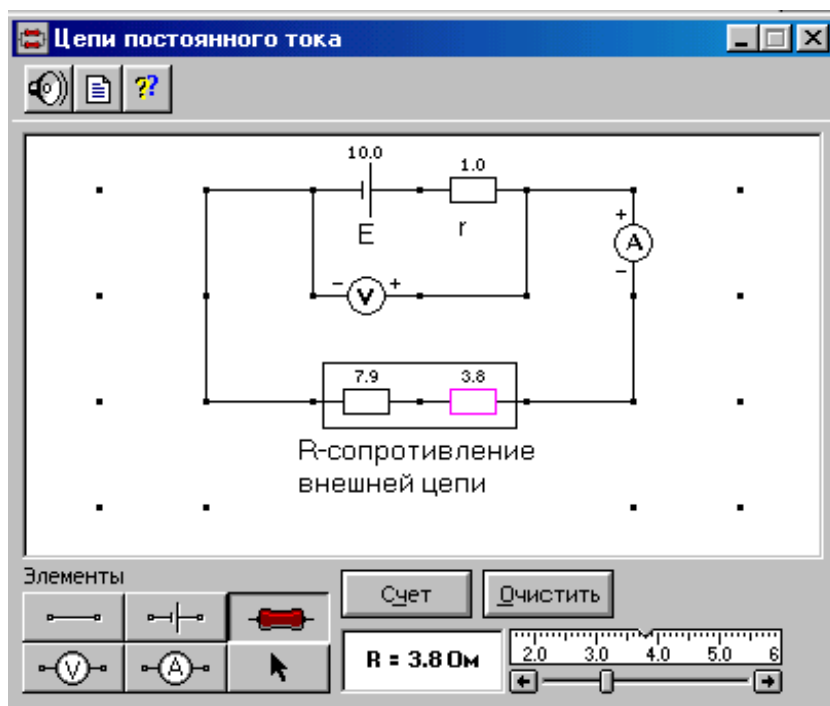 Цепи постоянного тока
??
10.0
1.0
E
r
+
A
−
− V +
7.9
3.8
R-сопротивление
внешней цепи
Элементы
Счет
Очистить
V
A
R = 3.8 Ом
2.0 3.0 4.0 5.0 6